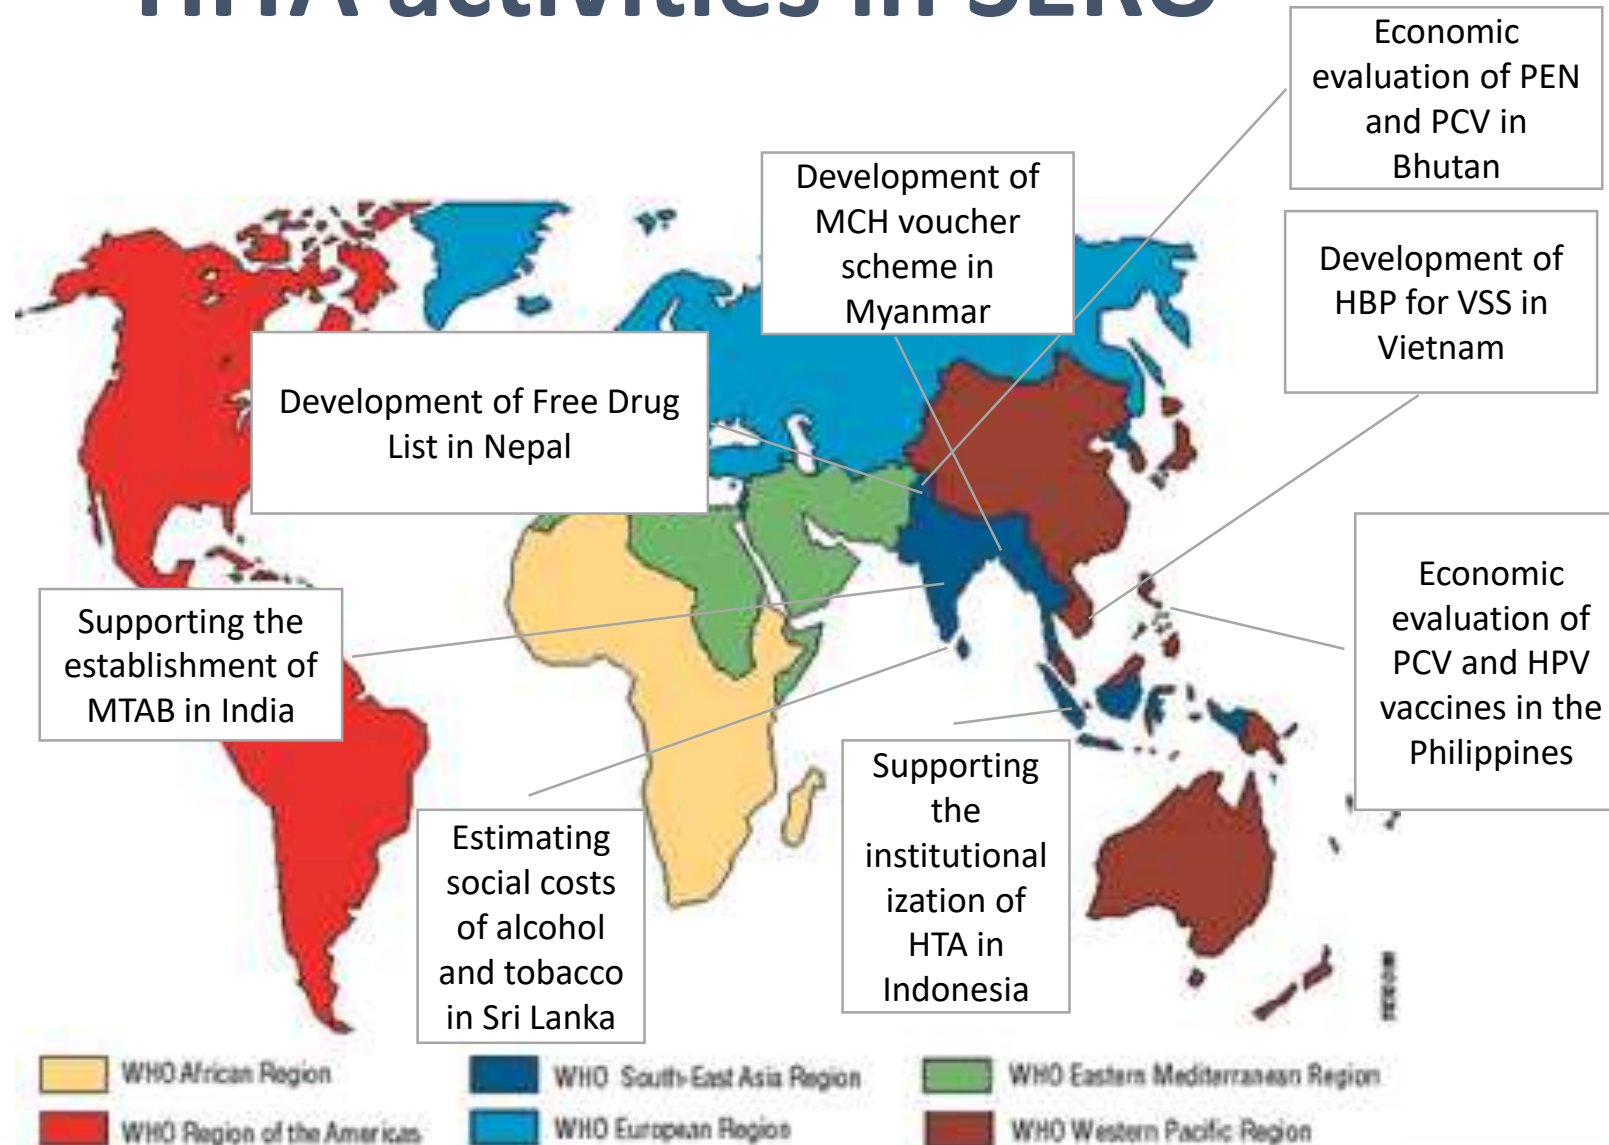 HTA activities in SERO
Economic
evaluation of PEN
and PCV in
Bhutan
Development of
MCH voucher
scheme in
Myanmar
Development of
HBP for VSS in
Vietnam
Development of Free Drug
List in Nepal
Economic
evaluation of
PCV and HPV
vaccines in the
Philippines
Supporting the
establishment of
MTAB in India
Supporting
the
institutional
ization of
HTA in
Indonesia
Estimating
social costs
of alcohol
and tobacco
in Sri Lanka
WHO African Region
WHO South-East Asia Region
WHO Eastern Mediterranean Region
WHO Region of the Americas
WHO European Region
WHO Western Pacific Region